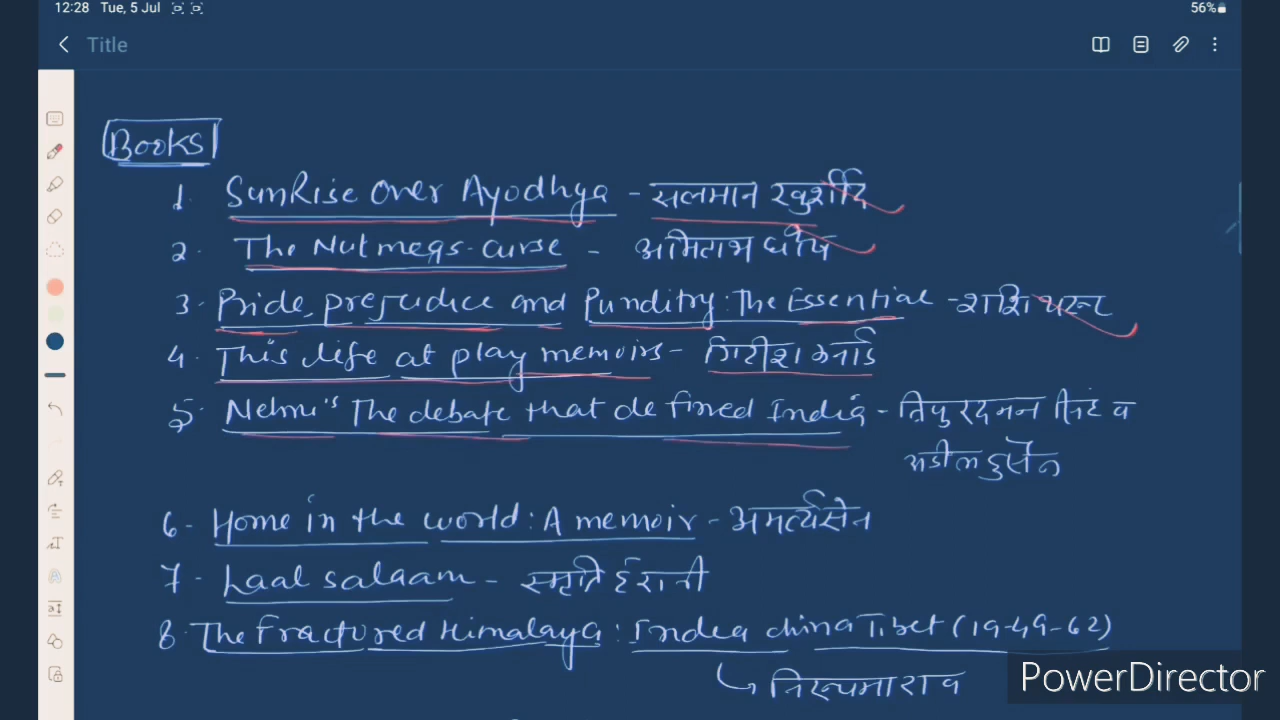 12:28 Tue, 5 Jul 56%
Title
Books
1. SunRise Over Ayodhya - सलमान खुर्शीद
2. The Nutmegs-curse - अमिताभ घोष
3. Pride, prejudice and Punditry: The Essential - शशि थरूर
4. This life at play memoirs - गिरीश कर्नाड
5. Nehru's The debate that defined India - त्रिपुरदमन सिंह व
अडील हुसैन
6. Home in the world: A memoir - अमर्त्य सेन
7. Laal salaam - स्मृति ईरानी
8. The Fractured Himalaya: India china Tibet (1949-62)
निरूपमा राव
PowerDirector